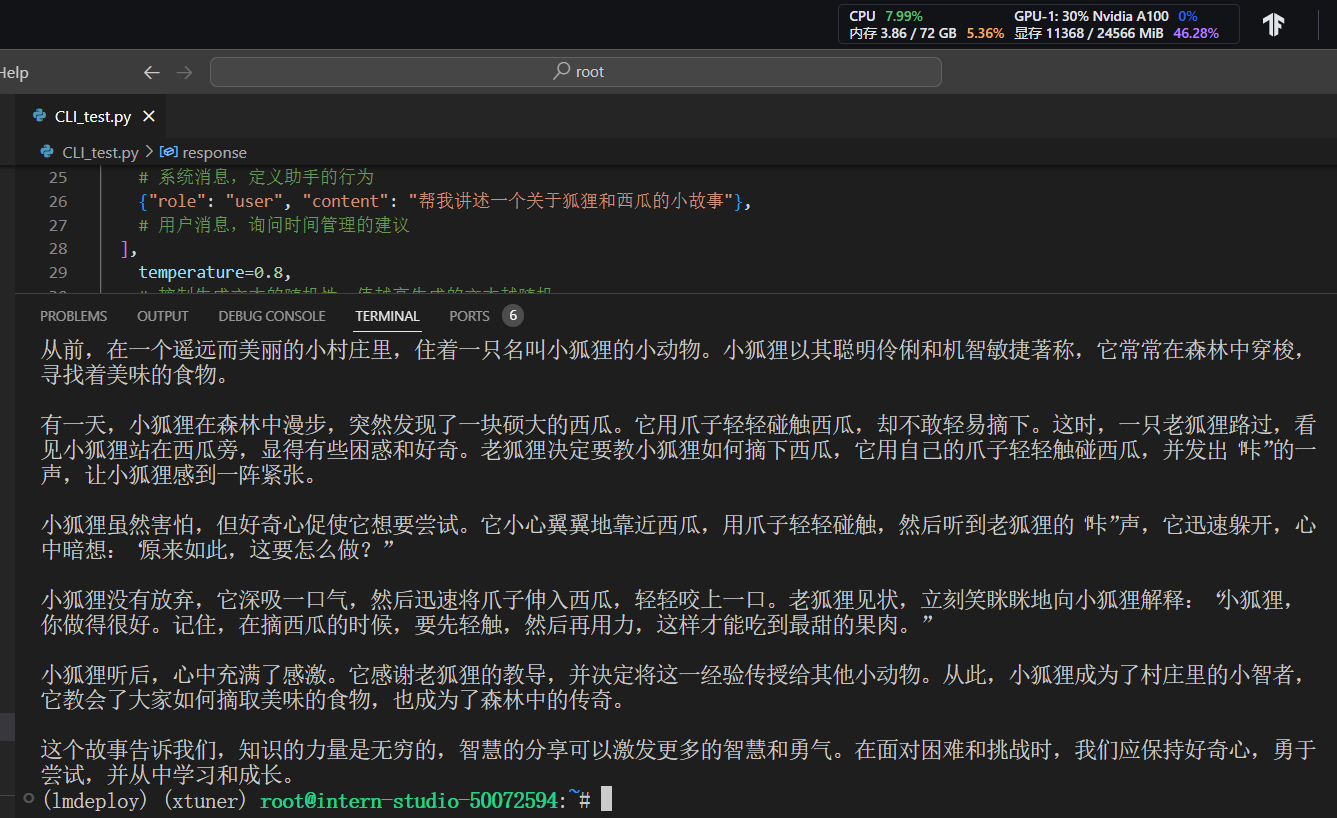 CPU 7.99% GPU-1: 30% Nvidia A100 0%
内存 3.86 / 72 GB 5.36% 显存 11368 / 24566 MiB 46.28%
Help
root
CLI_test.py
CLI_test.py > response
25 # 系统消息，定义助手的行为
26 {"role": "user", "content": "帮我讲述一个关于狐狸和西瓜的小故事"},
27 # 用户消息，询问时间管理的建议
28 ],
29 temperature=0.8,
PROBLEMS OUTPUT DEBUG CONSOLE TERMINAL PORTS 6
从前，在一个遥远而美丽的小村庄里，住着一只名叫小狐狸的小动物。小狐狸以其聪明伶俐和机智敏捷著称，它常常在森林中穿梭，
寻找着美味的食物。
有一天，小狐狸在森林中漫步，突然发现了一块硕大的西瓜。它用爪子轻轻碰触西瓜，却不敢轻易摘下。这时，一只老狐狸路过，看
见小狐狸站在西瓜旁，显得有些困惑和好奇。老狐狸决定要教小狐狸如何摘下西瓜，它用自己的爪子轻轻触碰西瓜，并发出“咔”的一
声，让小狐狸感到一阵紧张。
小狐狸虽然害怕，但好奇心促使它想要尝试。它小心翼翼地靠近西瓜，用爪子轻轻碰触，然后听到老狐狸的“咔”声，它迅速躲开，心
中暗想：“原来如此，这要怎么做？”
小狐狸没有放弃，它深吸一口气，然后迅速将爪子伸入西瓜，轻轻咬上一口。老狐狸见状，立刻笑眯眯地向小狐狸解释：“小狐狸，
你做得很好。记住，在摘西瓜的时候，要先轻触，然后再用力，这样才能吃到最甜的果肉。”
小狐狸听后，心中充满了感激。它感谢老狐狸的教导，并决定将这一经验传授给其他小动物。从此，小狐狸成为了村庄里的小智者，
它教会了大家如何摘取美味的食物，也成为了森林中的传奇。
这个故事告诉我们，知识的力量是无穷的，智慧的分享可以激发更多的智慧和勇气。在面对困难和挑战时，我们应保持好奇心，勇于
尝试，并从中学习和成长。
(lmdeploy) (xtuner) root@intern-studio-50072594:~#